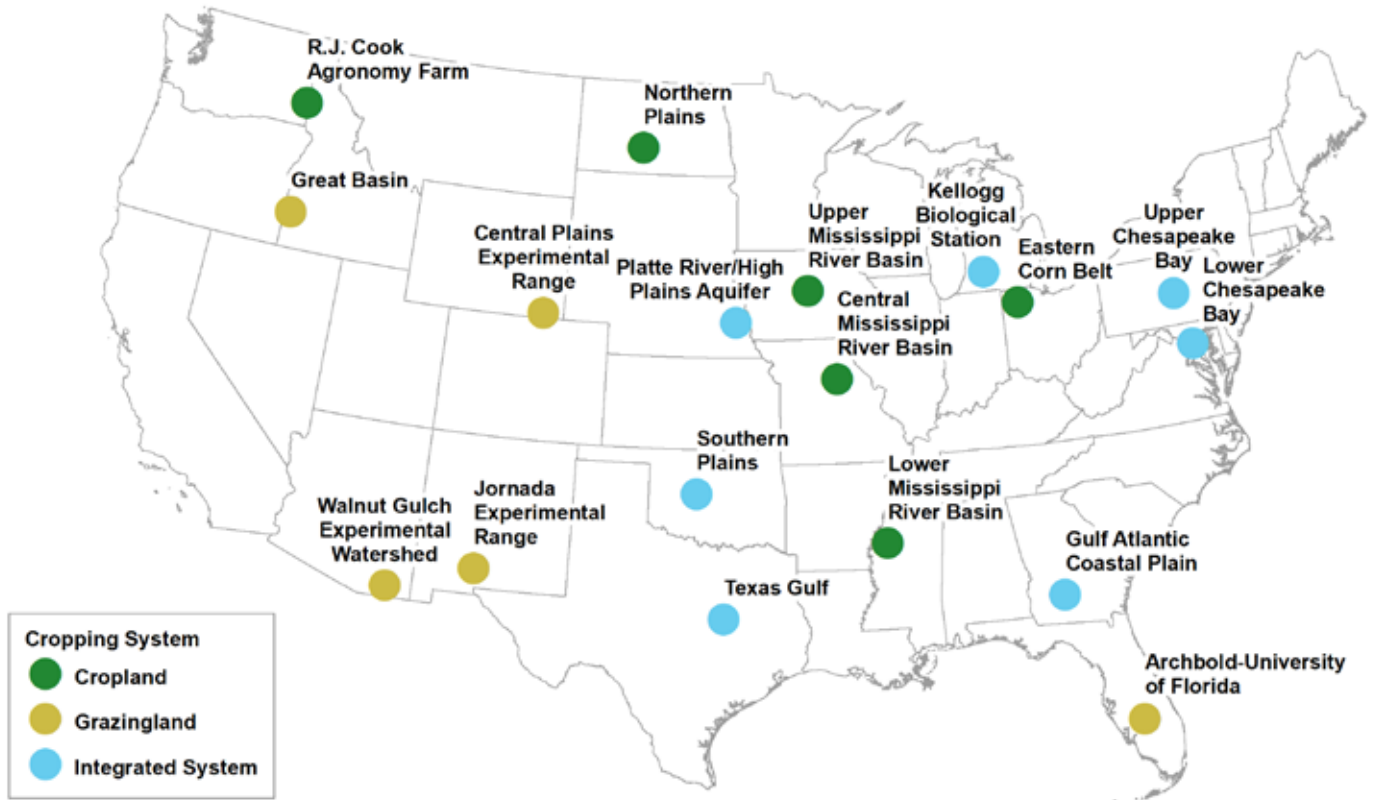 R.J. Cook
Agronomy Farm
Northern
Plains
Great Basin
Central Plains
Experimental
Range
Platte River/High
Plains Aquifer
Upper
Mississippi
River Basin
Kellogg
Biological
Station
Eastern
Corn Belt
Upper
Chesapeake
Bay
Lower
Chesapeake
Bay
Central
Mississippi
River Basin
Southern
Plains
Lower
Mississippi
River Basin
Walnut Gulch
Experimental
Watershed
Jornada
Experimental
Range
Gulf Atlantic
Coastal Plain
Texas Gulf
Archbold-University
of Florida
Cropping System
Cropland
Grazingland
Integrated System